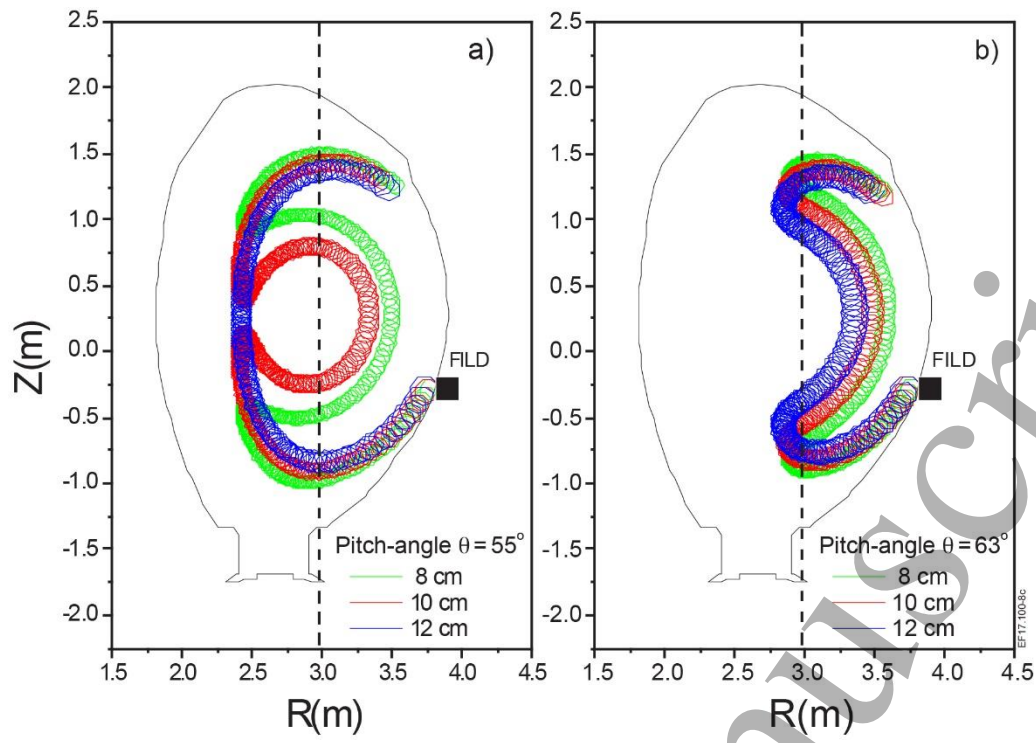 a)
2.5
2.0
1.5
1.0
0.5
0.0
-0.5
-1.0
-1.5
-2.0
Z(m)
FILD
Pitch-angle θ = 55°
8 cm
10 cm
12 cm
1.5 2.0 2.5 3.0 3.5 4.0 4.5
R(m)
b)
2.5
2.0
1.5
1.0
0.5
0.0
-0.5
-1.0
-1.5
-2.0
FILD
Pitch-angle θ = 63°
8 cm
10 cm
12 cm
EF17.100-8c
1.5 2.0 2.5 3.0 3.5 4.0 4.5
R(m)